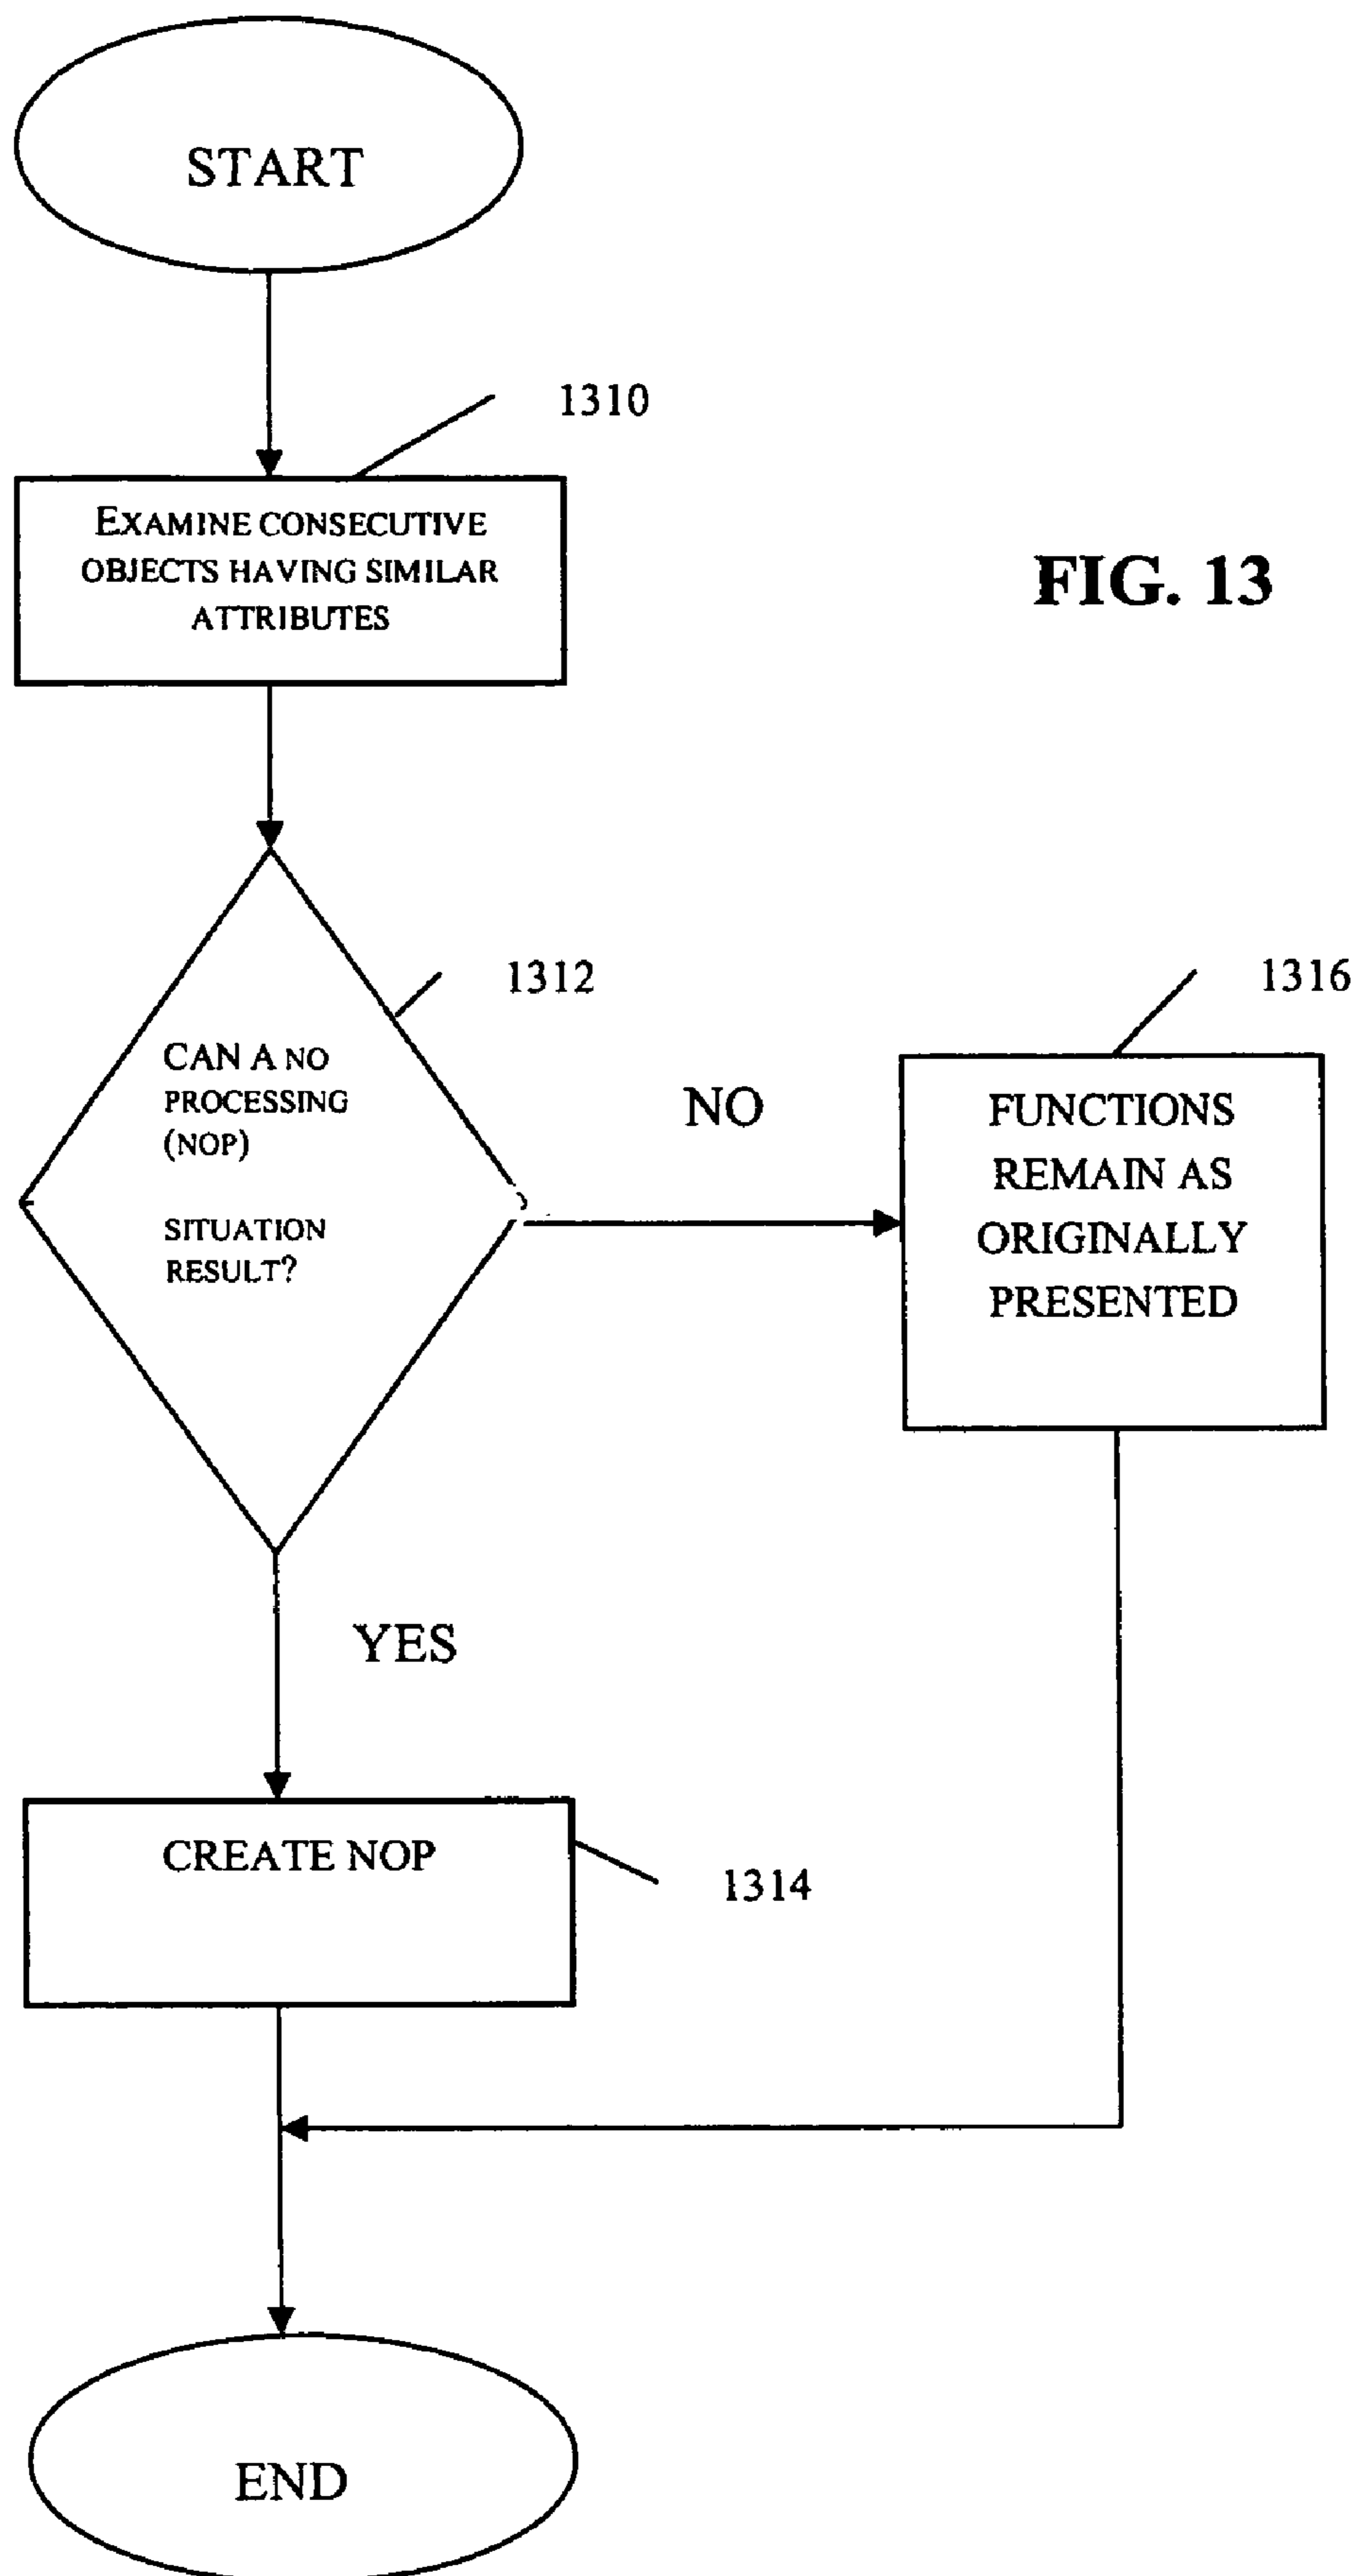 START
1310
EXAMINE CONSECUTIVE
OBJECTS HAVING SIMILAR
ATTRIBUTES
FIG. 13
1312
CAN A NO
PROCESSING
(NOP)
SITUATION
RESULT?
NO
1316
FUNCTIONS
REMAIN AS
ORIGINALLY
PRESENTED
YES
CREATE NOP
1314
END